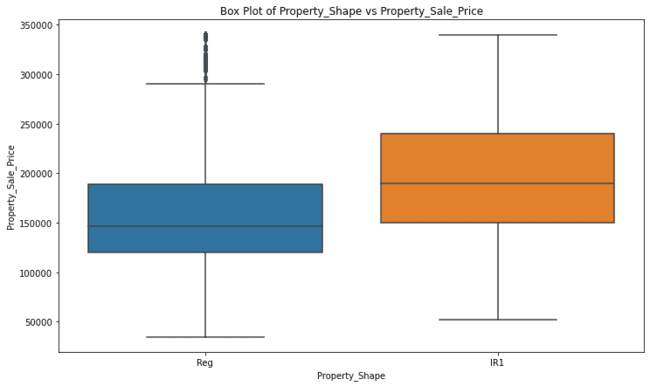 Box Plot of Property_Shape vs Property_Sale_Price
350000
300000
250000
200000
150000
100000
50000
Property_Sale_Price
Reg
IR1
Property_Shape